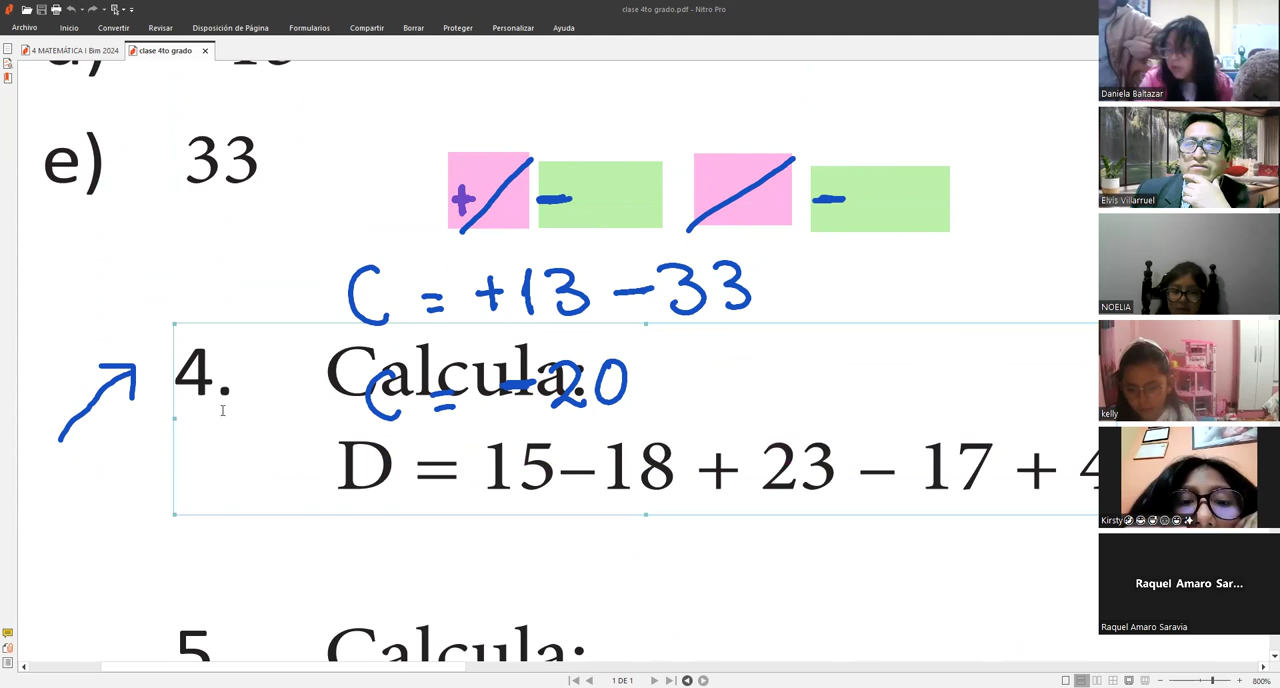 clase 4to grado.pdf - Nitro Pro
Archivo Inicio Convertir Revisar Disposición de Página Formularios Compartir Borrar Proteger Personalizar Ayuda
4 MATEMÁTICA I Bim 2024 clase 4to grado
e) 33
+ - -
C = +13 - 33
4. Calcula:
C = - 20
D = 15–18 + 23 – 17 + 4
5 Calcula:
1 DE 1
800%
Daniela Baltazar
Elvis Villarruel
NOELIA
kelly
Kirsty
Raquel Amaro Sar...
Raquel Amaro Saravia